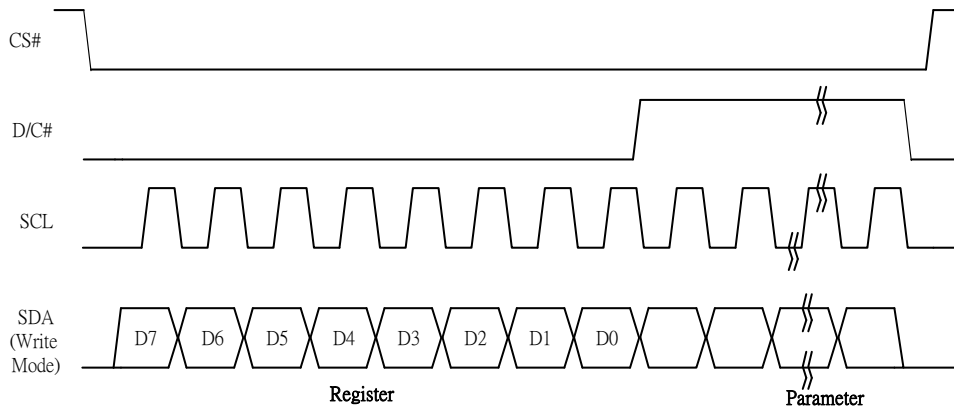 CS#
D/C#
SCL
SDA
(Write
Mode)
D7 D6 D5 D4 D3 D2 D1 D0
Register Parameter